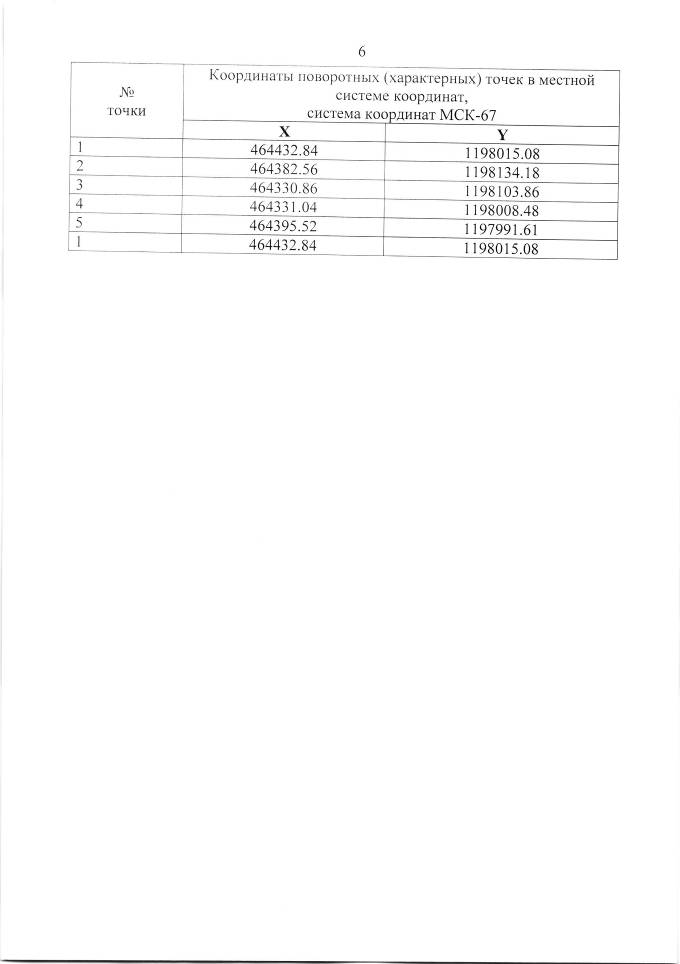 6
№
точки
Координаты поворотных (характерных) точек в местной
системе координат,
система координат МСК-67
X Y
1 464432.84 1198015.08
2 464382.56 1198134.18
3 464330.86 1198103.86
4 464331.04 1198008.48
5 464395.52 1197991.61
1 464432.84 1198015.08